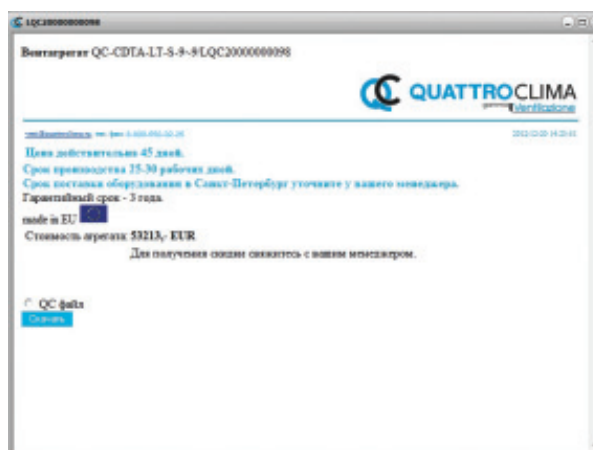 LQC20000000098
Вентагрегат QC-CDTA-LT-S-9-9/LQC20000000098
QUATTROCLIMA
Ventilazione
Цена действительно 45 дней.
Срок производства 25-30 рабочих дней.
Срок поставки оборудования в Санкт-Петербург уточните у вашего менеджера.
Гарантийный срок - 3 года.
made in EU
Стоимость агрегата: 53213,- EUR
Для получения скидки свяжитесь с вашим менеджером.
QC файл
Скачать